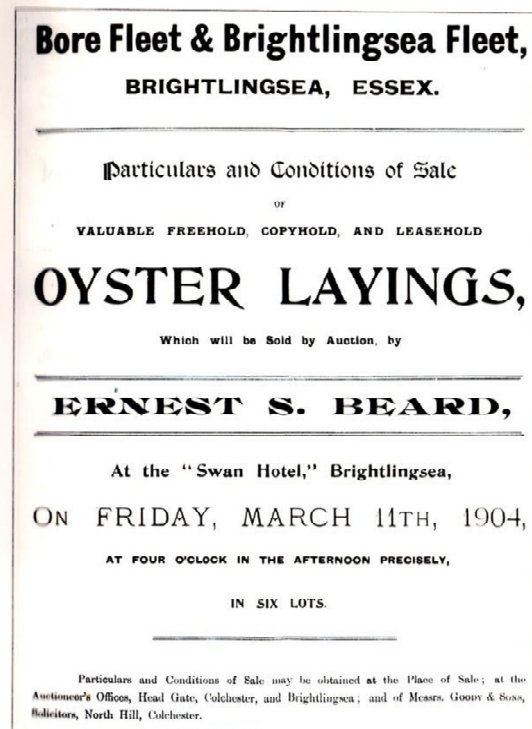 Bore Fleet & Brightlingsea Fleet,
BRIGHTLINGSEA, ESSEX.
Particulars and Conditions of Sale
OF
VALUABLE FREEHOLD, COPYHOLD, AND LEASEHOLD
OYSTER LAYINGS,
Which will be Sold by Auction, by
ERNEST S. BEARD,
At the "Swan Hotel," Brightlingsea,
ON FRIDAY, MARCH 11TH, 1904,
AT FOUR O'CLOCK IN THE AFTERNOON PRECISELY,
IN SIX LOTS.
Particulars and Conditions of Sale may be obtained at the Place of Sale; at the
Auctioneer's Offices, Head Gate, Colchester, and Brightlingsea; and of Messrs. GOODY & SONS,
Solicitors, North Hill, Colchester.